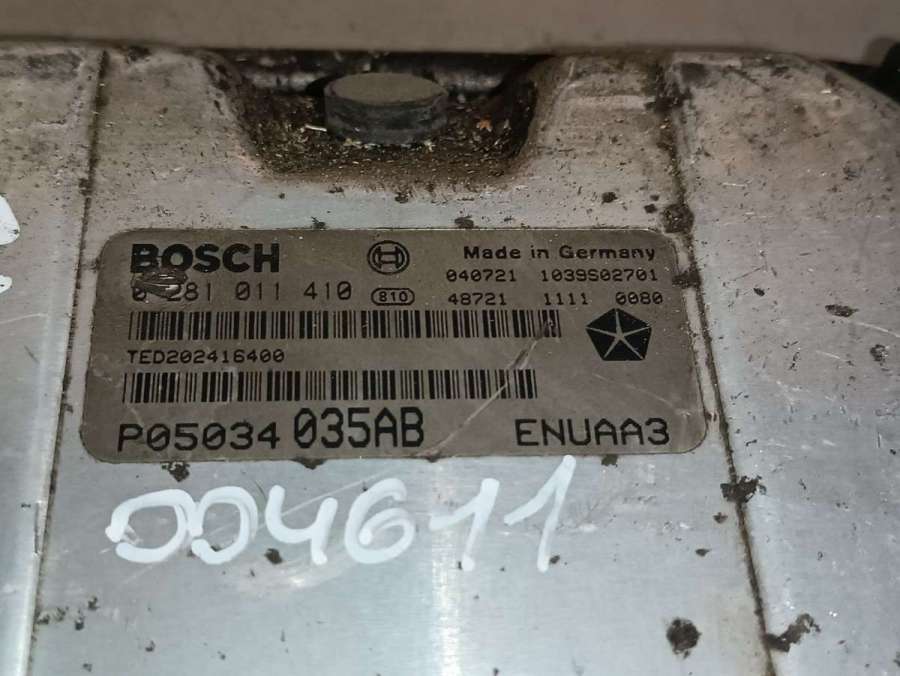 BOSCH Made in Germany
040721 1039S02701
0 281 011 410 810 48721 1111 0080
TED202416400
P05034 035AB ENUAA3
004611